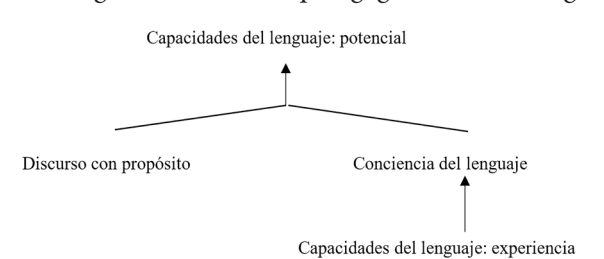 Capacidades del lenguaje: potencial
Discurso con propósito
Conciencia del lenguaje
Capacidades del lenguaje: experiencia